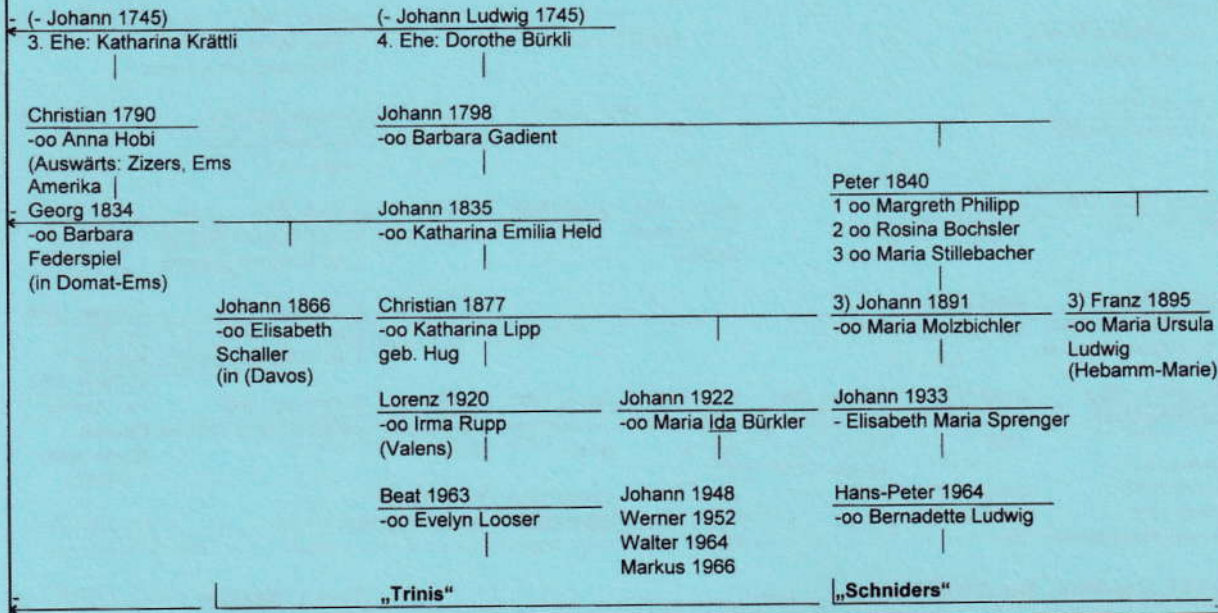 (- Johann 1745)
3. Ehe: Katharina Krättli
(- Johann Ludwig 1745)
4. Ehe: Dorothe Bürkli
Christian 1790
-oo Anna Hobi
(Auswärts: Zizers, Ems
Amerika
Johann 1798
-oo Barbara Gadient
Georg 1834
-oo Barbara
Federspiel
(in Domat-Ems)
Johann 1835
-oo Katharina Emilia Held
Peter 1840
1 oo Margreth Philipp
2 oo Rosina Bochsler
3 oo Maria Stillebacher
Johann 1866
-oo Elisabeth
Schaller
(in (Davos)
Christian 1877
-oo Katharina Lipp
geb. Hug
3) Johann 1891
-oo Maria Molzbichler
3) Franz 1895
-oo Maria Ursula
Ludwig
(Hebamm-Marie)
Lorenz 1920
-oo Irma Rupp
(Valens)
Johann 1922
-oo Maria Ida Bürkler
Johann 1933
- Elisabeth Maria Sprenger
Beat 1963
-oo Evelyn Looser
Johann 1948
Werner 1952
Walter 1964
Markus 1966
Hans-Peter 1964
-oo Bernadette Ludwig
„Trinis“
„Schniders“